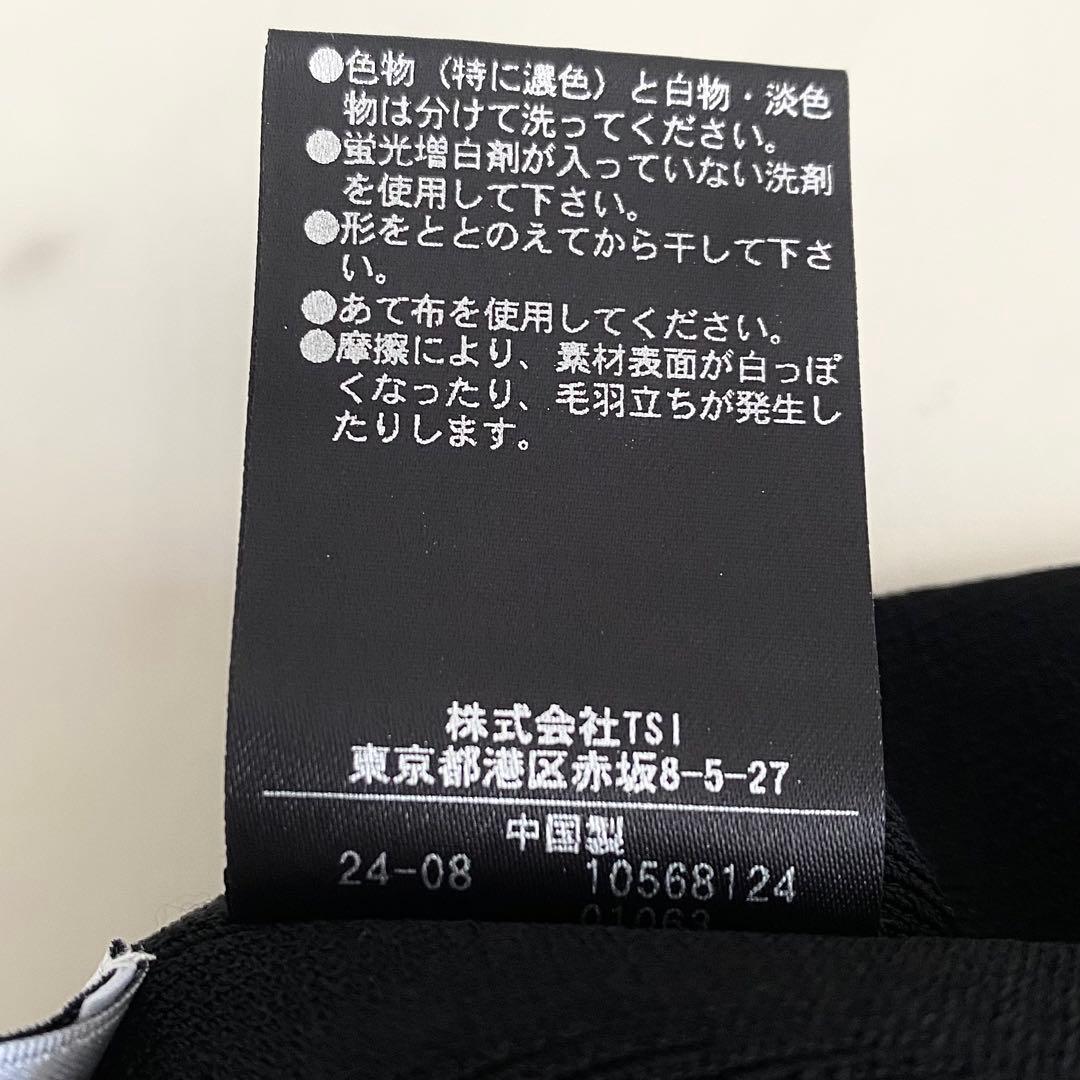 ●色物（特に濃色）と白物・淡色
物は分けて洗ってください。
●蛍光増白剤が入っていない洗剤
を使用して下さい。
●形をととのえてから干して下さ
い。
●あて布を使用してください。
●摩擦により、素材表面が白っぽ
くなったり、毛羽立ちが発生し
たりします。
株式会社TSI
東京都港区赤坂8-5-27
中国製
24-08 10568124
01063